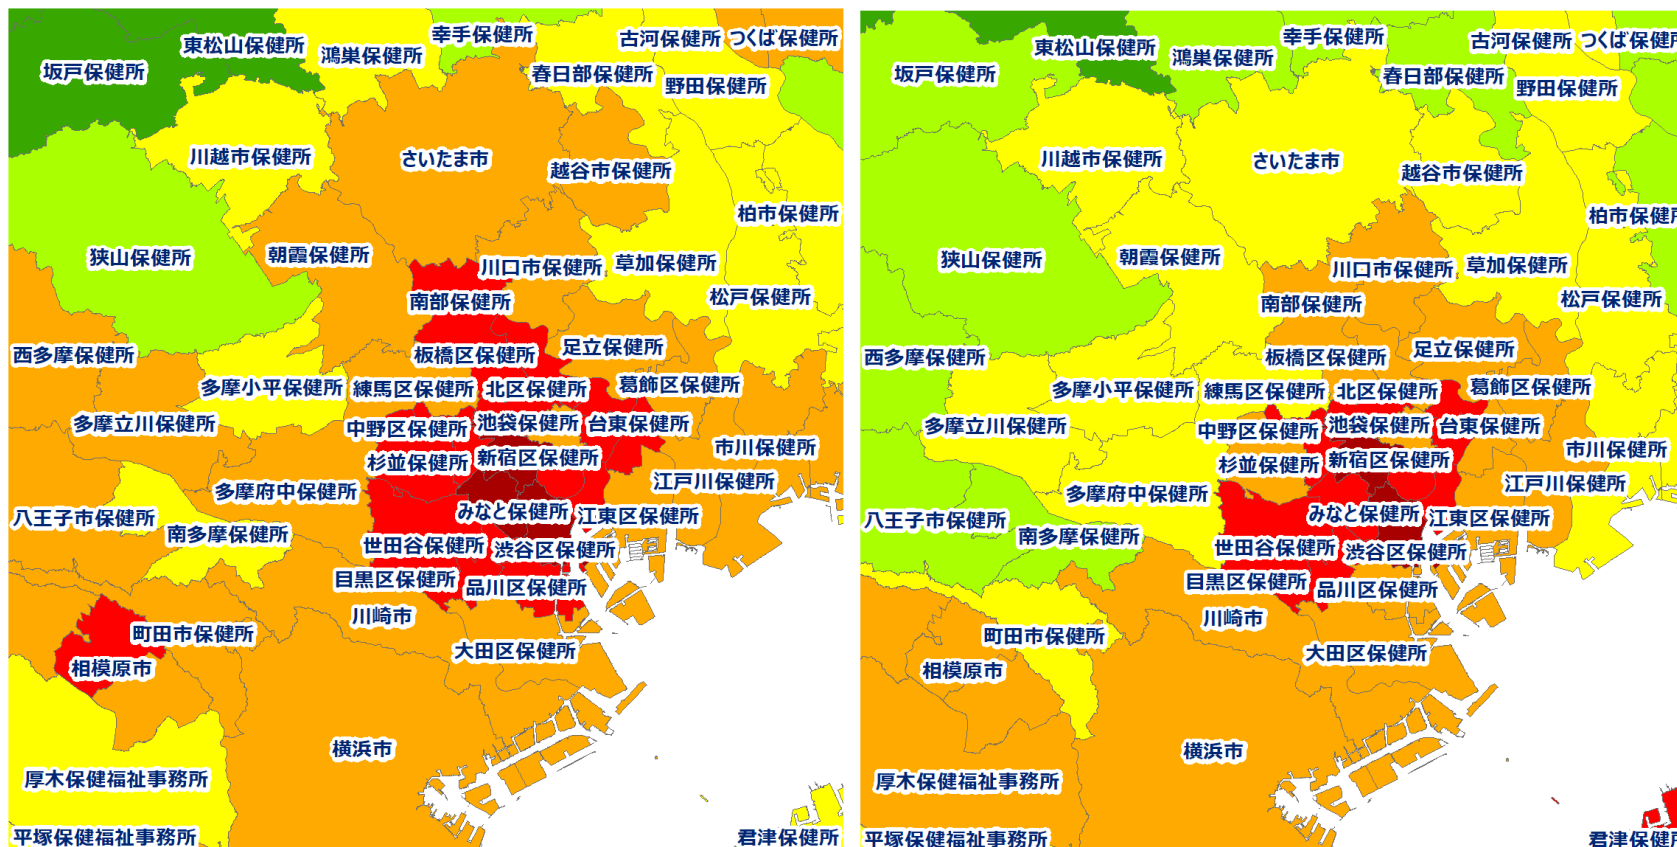 幸手保健所
古河保健所
つくば保健所
東松山保健所
鴻巣保健所
坂戸保健所
春日部保健所
野田保健所
川越市保健所
さいたま市
越谷市保健所
柏市保健所
狭山保健所
朝霞保健所
川口市保健所
草加保健所
南部保健所
松戸保健所
西多摩保健所
板橋区保健所
足立保健所
多摩小平保健所
練馬区保健所
北区保健所
葛飾区保健所
多摩立川保健所
中野区保健所
池袋保健所
台東保健所
市川保健所
杉並保健所
新宿区保健所
江戸川保健所
多摩府中保健所
八王子市保健所
みなと保健所
江東区保健所
南多摩保健所
世田谷保健所
渋谷区保健所
目黒区保健所
品川区保健所
川崎市
町田市保健所
大田区保健所
相模原市
横浜市
厚木保健福祉事務所
平塚保健福祉事務所
君津保健所
幸手保健所
古河保健所
つくば保健所
東松山保健所
鴻巣保健所
坂戸保健所
春日部保健所
野田保健所
川越市保健所
さいたま市
越谷市保健所
柏市保健所
狭山保健所
朝霞保健所
川口市保健所
草加保健所
南部保健所
松戸保健所
西多摩保健所
板橋区保健所
足立保健所
多摩小平保健所
練馬区保健所
北区保健所
葛飾区保健所
多摩立川保健所
中野区保健所
池袋保健所
台東保健所
市川保健所
杉並保健所
新宿区保健所
江戸川保健所
多摩府中保健所
八王子市保健所
みなと保健所
江東区保健所
南多摩保健所
世田谷保健所
渋谷区保健所
目黒区保健所
品川区保健所
川崎市
町田市保健所
大田区保健所
相模原市
横浜市
厚木保健福祉事務所
平塚保健福祉事務所
君津保健所